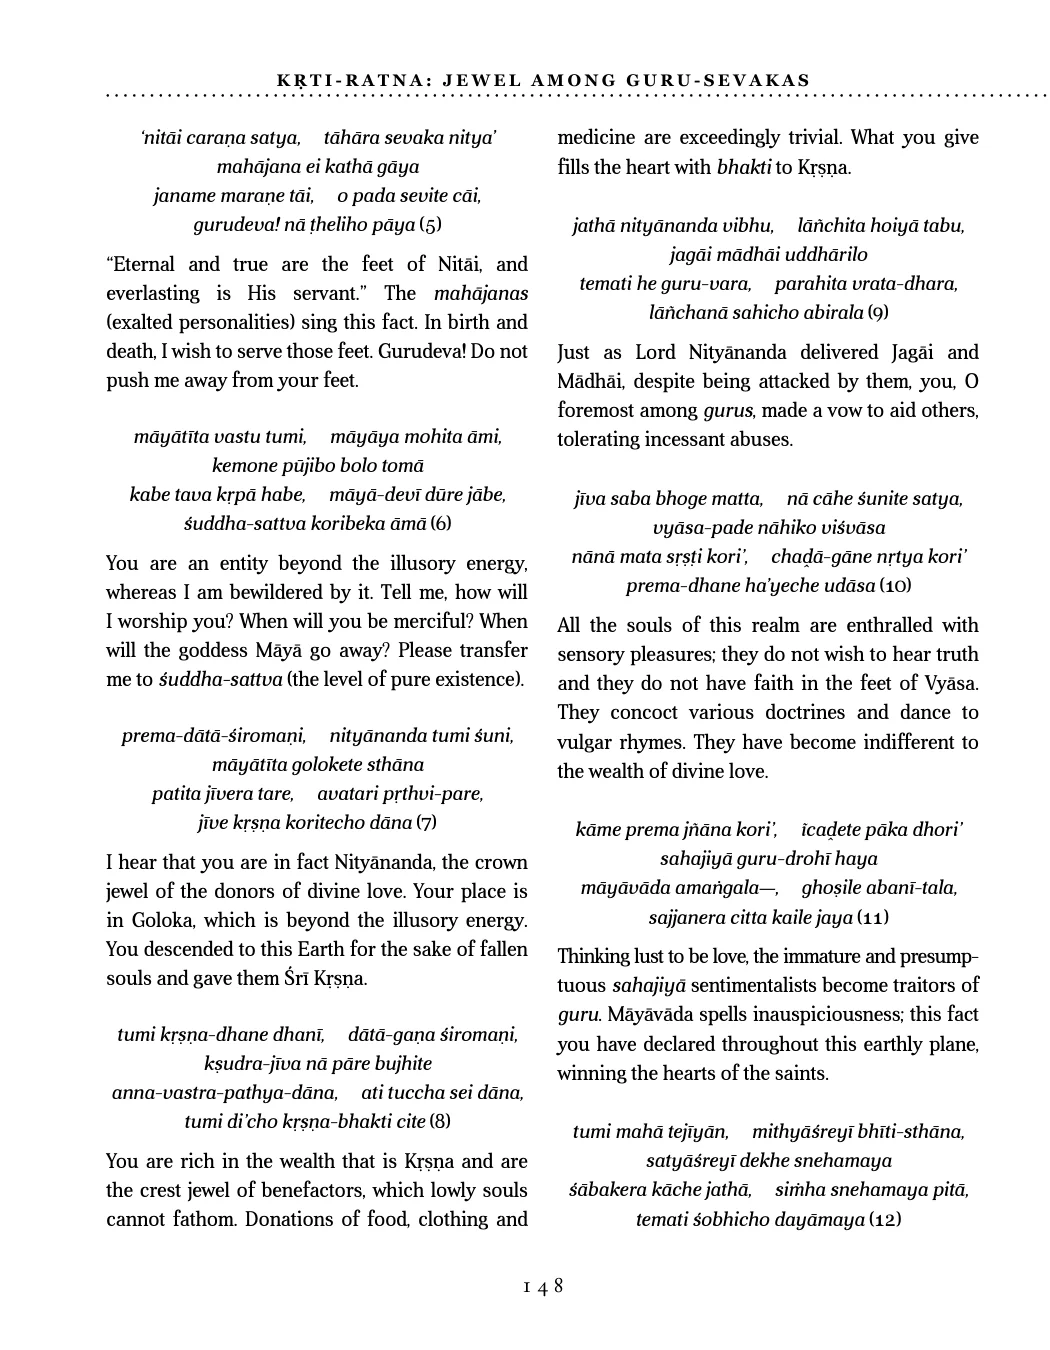 KṚTI-RATNA: JEWEL AMONG GURU-SEVAKAS
‘nitāi caraṇa satya, tāhāra sevaka nitya’
mahājana ei kathā gāya
janame maraṇe tāi, o pada sevite cāi,
gurudeva! nā ṭheliho pāya (5)
“Eternal and true are the feet of Nitāi, and
everlasting is His servant.” The mahājanas
(exalted personalities) sing this fact. In birth and
death, I wish to serve those feet. Gurudeva! Do not
push me away from your feet.
māyātīta vastu tumi, māyāya mohita āmi,
kemone pūjibo bolo tomā
kabe tava kṛpā habe, māyā-devī dūre jābe,
śuddha-sattva koribeka āmā (6)
You are an entity beyond the illusory energy,
whereas I am bewildered by it. Tell me, how will
I worship you? When will you be merciful? When
will the goddess Māyā go away? Please transfer
me to śuddha-sattva (the level of pure existence).
prema-dātā-śiromaṇi, nityānanda tumi śuni,
māyātīta golokete sthāna
patita jīvera tare, avatari pṛthvi-pare,
jīve kṛṣṇa koritecho dāna (7)
I hear that you are in fact Nityānanda, the crown
jewel of the donors of divine love. Your place is
in Goloka, which is beyond the illusory energy.
You descended to this Earth for the sake of fallen
souls and gave them Śrī Kṛṣṇa.
tumi kṛṣṇa-dhane dhanī, dātā-gaṇa śiromaṇi,
kṣudra-jīva nā pāre bujhite
anna-vastra-pathya-dāna, ati tuccha sei dāna,
tumi di’cho kṛṣṇa-bhakti cite (8)
You are rich in the wealth that is Kṛṣṇa and are
the crest jewel of benefactors, which lowly souls
cannot fathom. Donations of food, clothing and
medicine are exceedingly trivial. What you give
fills the heart with bhakti to Kṛṣṇa.
jathā nityānanda vibhu, lāñchita hoiyā tabu,
jagāi mādhāi uddhārilo
temati he guru-vara, parahita vrata-dhara,
lāñchanā sahicho abirala (9)
Just as Lord Nityānanda delivered Jagāi and
Mādhāi, despite being attacked by them, you, O
foremost among gurus, made a vow to aid others,
tolerating incessant abuses.
jīva saba bhoge matta, nā cāhe śunite satya,
vyāsa-pade nāhiko viśvāsa
nānā mata sṛṣṭi kori’, chaḓā-gāne nṛtya kori’
prema-dhane ha’yeche udāsa (10)
All the souls of this realm are enthralled with
sensory pleasures; they do not wish to hear truth
and they do not have faith in the feet of Vyāsa.
They concoct various doctrines and dance to
vulgar rhymes. They have become indifferent to
the wealth of divine love.
kāme prema jñāna kori’, ĩcaḓete pāka dhori’
sahajiyā guru-drohī haya
māyāvāda amaṅgala—, ghoṣile abanī-tala,
sajjanera citta kaile jaya (11)
Thinking lust to be love, the immature and presump-
tuous sahajiyā sentimentalists become traitors of
guru. Māyāvāda spells inauspiciousness; this fact
you have declared throughout this earthly plane,
winning the hearts of the saints.
tumi mahā tejīyān, mithyāśreyī bhīti-sthāna,
satyāśreyī dekhe snehamaya
śābakera kāche jathā, siṁha snehamaya pitā,
temati śobhicho dayāmaya (12)
148